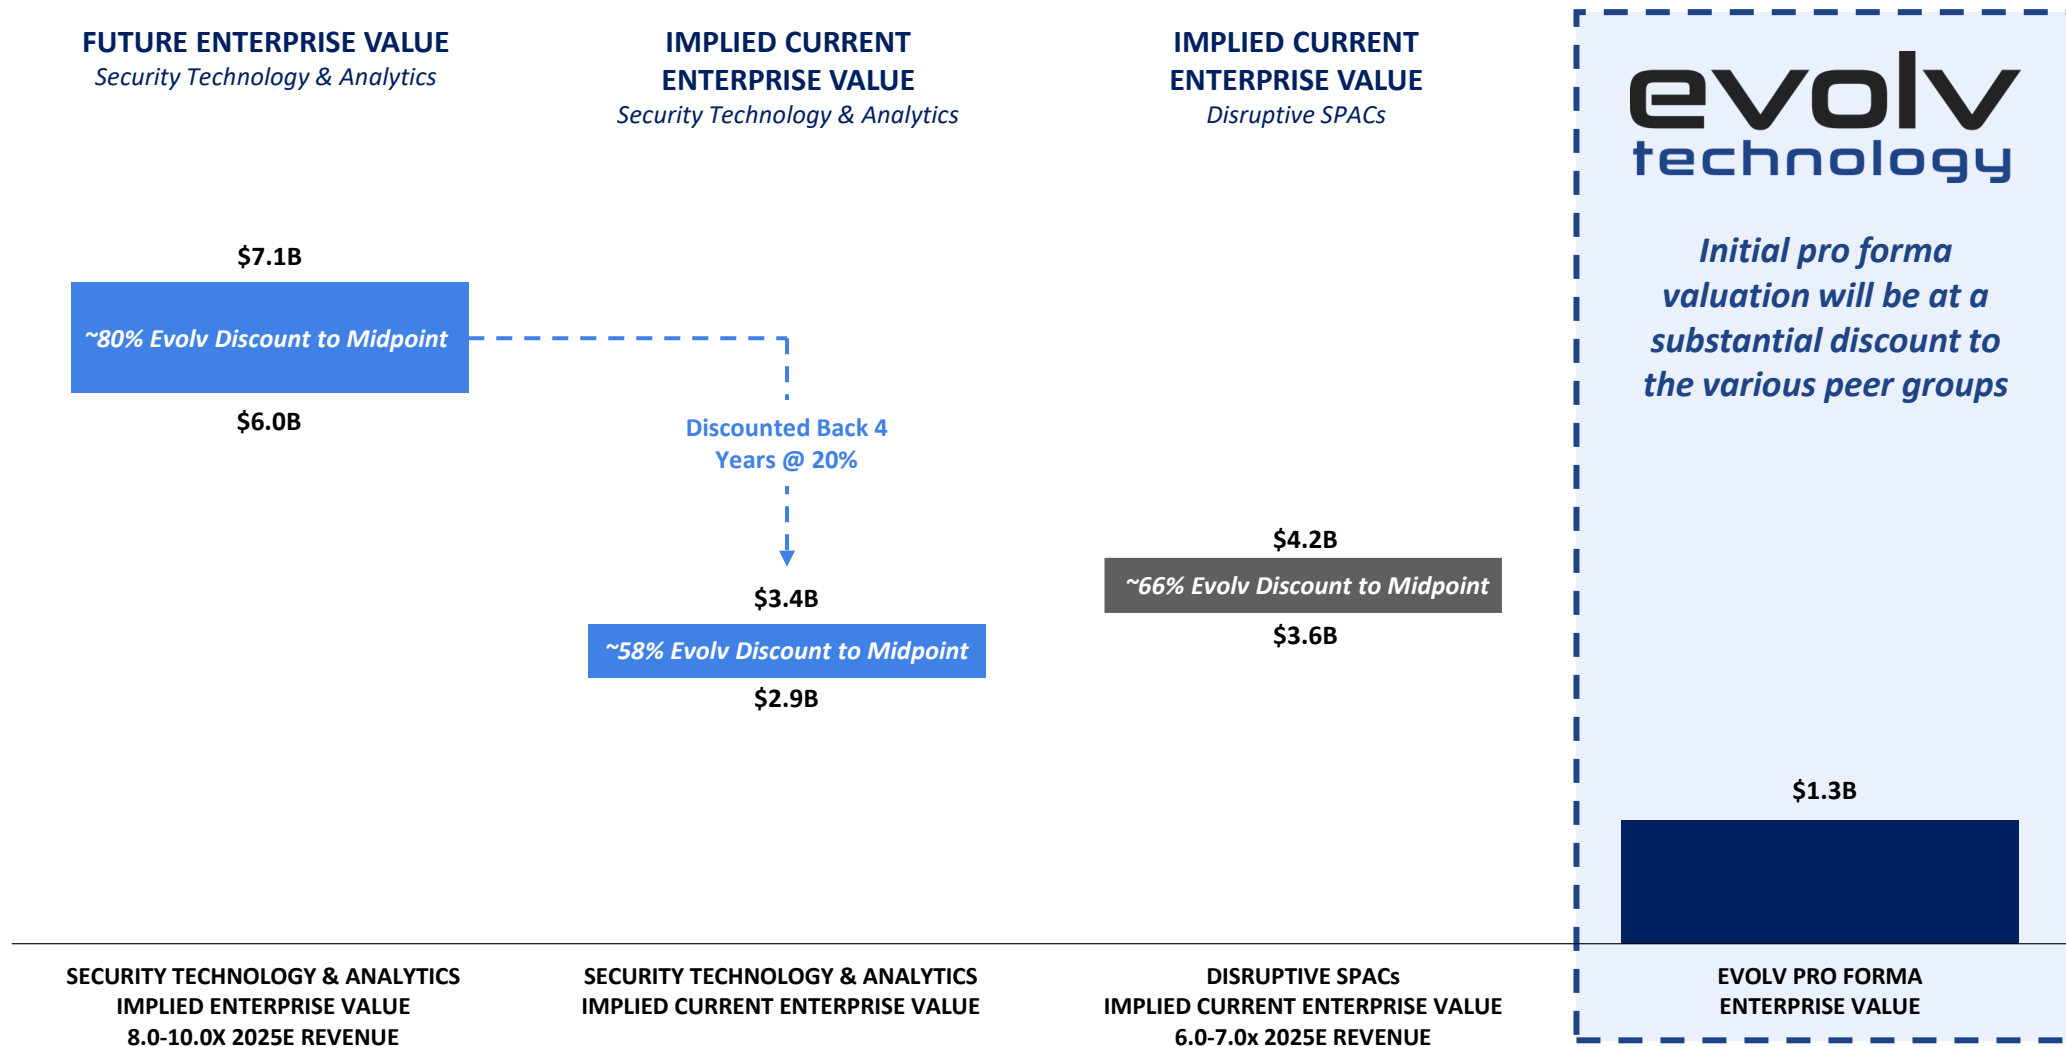 FUTURE ENTERPRISE VALUE
Security Technology & Analytics
IMPLIED CURRENT
ENTERPRISE VALUE
Security Technology & Analytics
IMPLIED CURRENT
ENTERPRISE VALUE
Disruptive SPACs
evolv
technology
Initial pro forma
valuation will be at a
substantial discount to
the various peer groups
$7.1B
~80% Evolv Discount to Midpoint
$6.0B
Discounted Back 4
Years @ 20%
$3.4B
~58% Evolv Discount to Midpoint
$2.9B
$4.2B
~66% Evolv Discount to Midpoint
$3.6B
$1.3B
SECURITY TECHNOLOGY & ANALYTICS
IMPLIED ENTERPRISE VALUE
8.0-10.0X 2025E REVENUE
SECURITY TECHNOLOGY & ANALYTICS
IMPLIED CURRENT ENTERPRISE VALUE
DISRUPTIVE SPACs
IMPLIED CURRENT ENTERPRISE VALUE
6.0-7.0x 2025E REVENUE
EVOLV PRO FORMA
ENTERPRISE VALUE